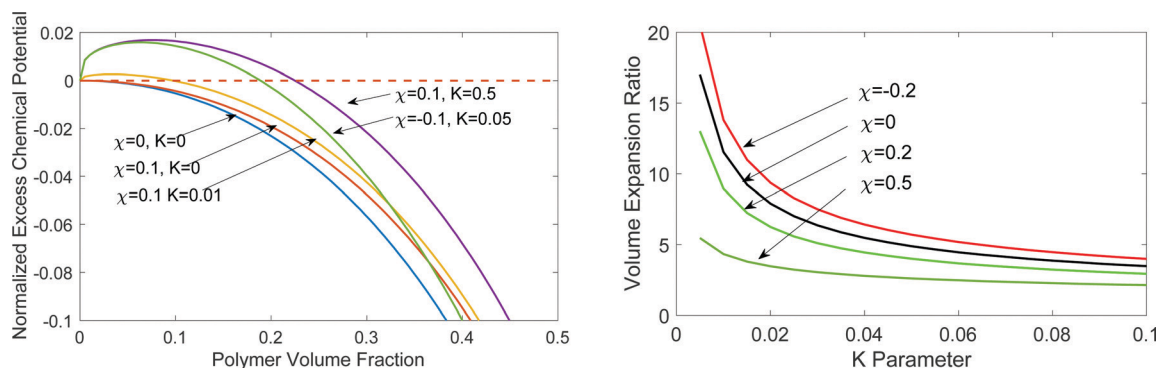 Normalized Excess Chemical Potential
0.02
0
-0.02
-0.04
-0.06
-0.08
-0.1
χ=0.1, K=0.5
χ=-0.1, K=0.05
χ=0, K=0
χ=0.1, K=0
χ=0.1 K=0.01
0 0.1 0.2 0.3 0.4 0.5
Polymer Volume Fraction
Volume Expansion Ratio
20
15
10
5
0
χ=-0.2
χ=0
χ=0.2
χ=0.5
0 0.02 0.04 0.06 0.08 0.1
K Parameter